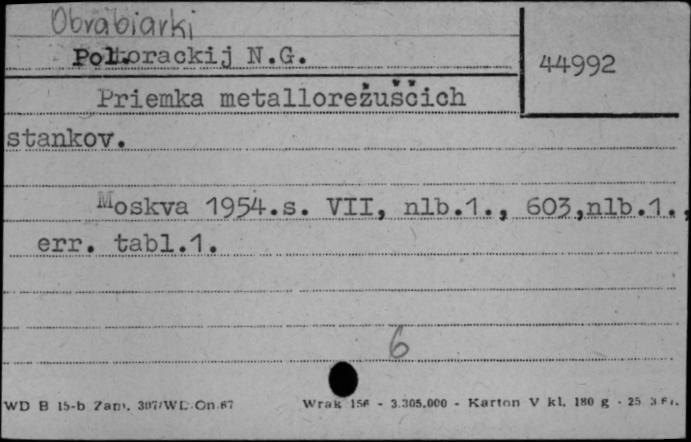 Obrabiarki
Połtorackij N.G.
44992
Priemka metallorežuščich
stankov.
Moskva 1954.s. VII, nlb.1., 603,nlb.1.,
err. tabl.1.
6
WD B 15-b Zam. 307/WD.On.67
Wrak 156 - 3.305.000 - Karton V kl. 180 g - 25